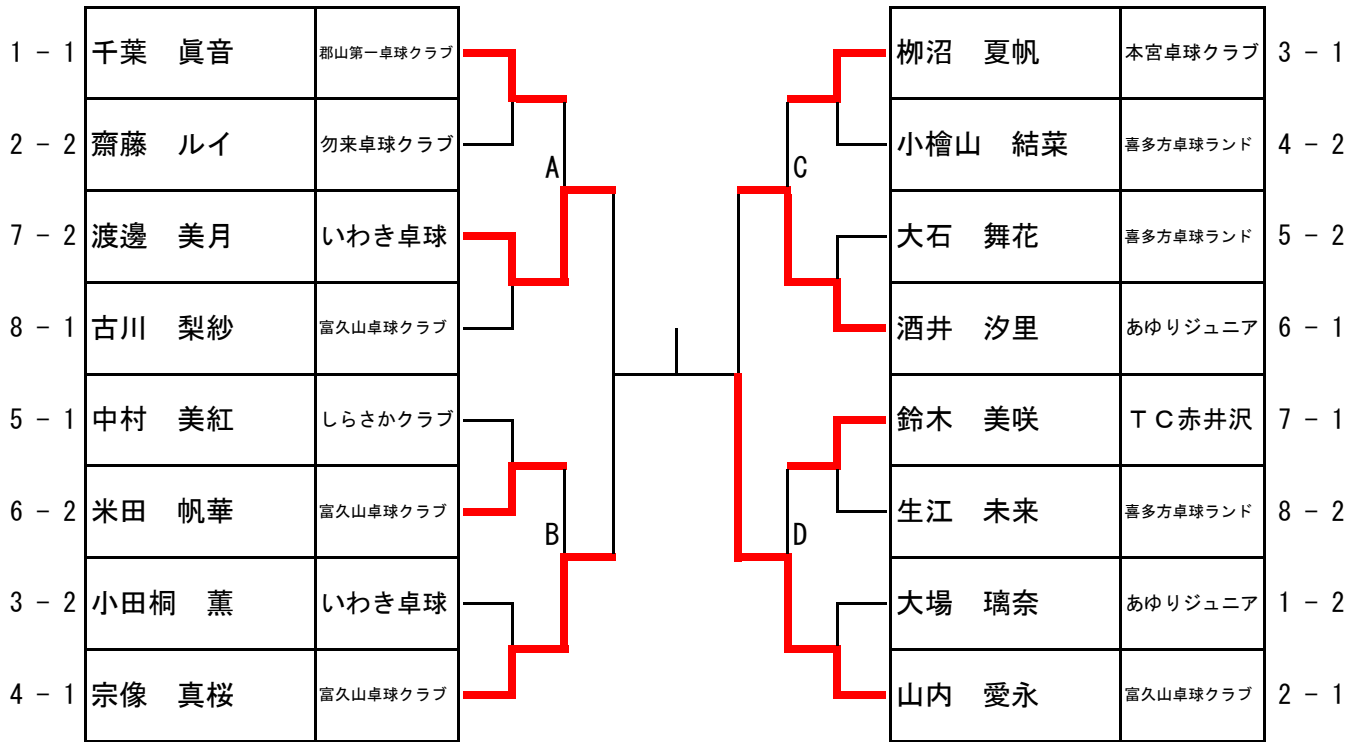 1 － 1 千葉　眞音 郡山第一卓球クラブ
2 － 2 齋藤　ルイ 勿来卓球クラブ
7 － 2 渡邊　美月 いわき卓球
8 － 1 古川　梨紗 富久山卓球クラブ
5 － 1 中村　美紅 しらさかクラブ
6 － 2 米田　帆華 富久山卓球クラブ
3 － 2 小田桐　薫 いわき卓球
4 － 1 宗像　真桜 富久山卓球クラブ
A
B
C
D
栁沼　夏帆 本宮卓球クラブ 3 － 1
小檜山　結菜 喜多方卓球ランド 4 － 2
大石　舞花 喜多方卓球ランド 5 － 2
酒井　汐里 あゆりジュニア 6 － 1
鈴木　美咲 ＴＣ赤井沢 7 － 1
生江　未来 喜多方卓球ランド 8 － 2
大場　璃奈 あゆりジュニア 1 － 2
山内　愛永 富久山卓球クラブ 2 － 1